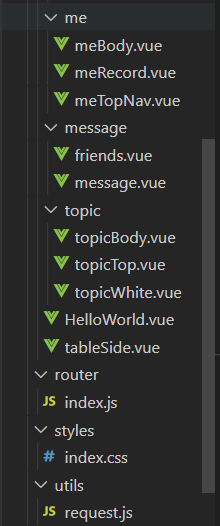 me
meBody.vue
meRecord.vue
meTopNav.vue
message
friends.vue
message.vue
topic
topicBody.vue
topicTop.vue
topicWhite.vue
HelloWorld.vue
tableSide.vue
router
JS index.js
styles
# index.css
utils
JS request.js